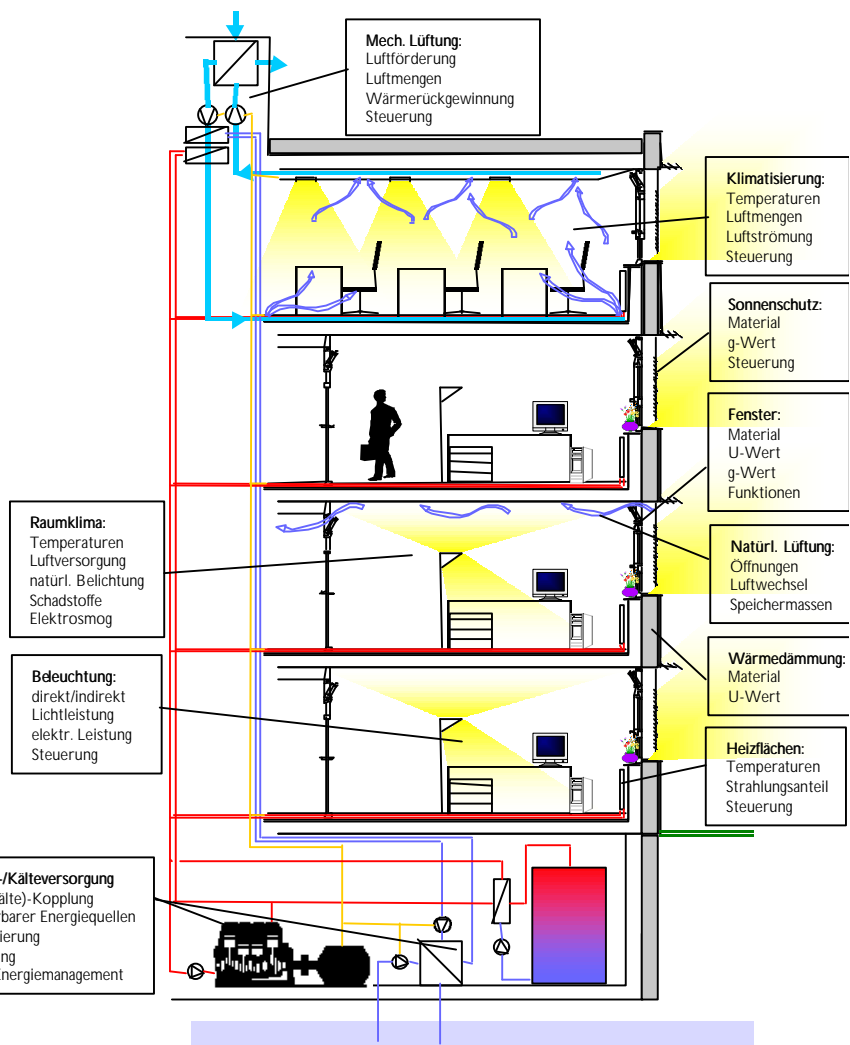 Mech. Lüftung:
Luftförderung
Luftmengen
Wärmerückgewinnung
Steuerung
Klimatisierung:
Temperaturen
Luftmengen
Luftströmung
Steuerung
Sonnenschutz:
Material
g-Wert
Steuerung
Fenster:
Material
U-Wert
g-Wert
Funktionen
Raumklima:
Temperaturen
Luftversorgung
natürl. Belichtung
Schadstoffe
Elektrosmog
Natürl. Lüftung:
Öffnungen
Luftwechsel
Speichermassen
Wärmedämmung:
Material
U-Wert
Beleuchtung:
direkt/indirekt
Lichtleistung
elektr. Leistung
Steuerung
Heizflächen:
Temperaturen
Strahlungsanteil
Steuerung
-/Kälteversorgung
älte)-Kopplung
rbarer Energiequellen
ierung
ng
Energiemanagement